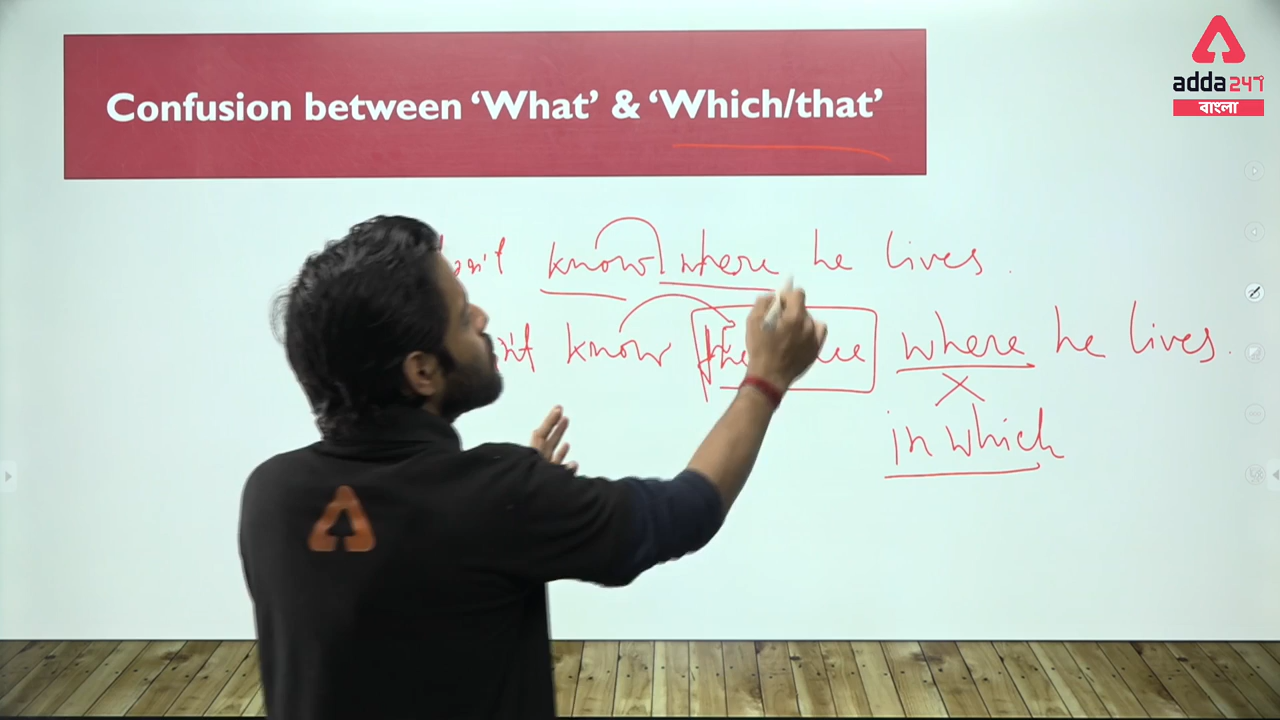 Confusion between ‘What’ & ‘Which/that’
adda247
বাংলা
know where he lives.
know where he lives.
in which